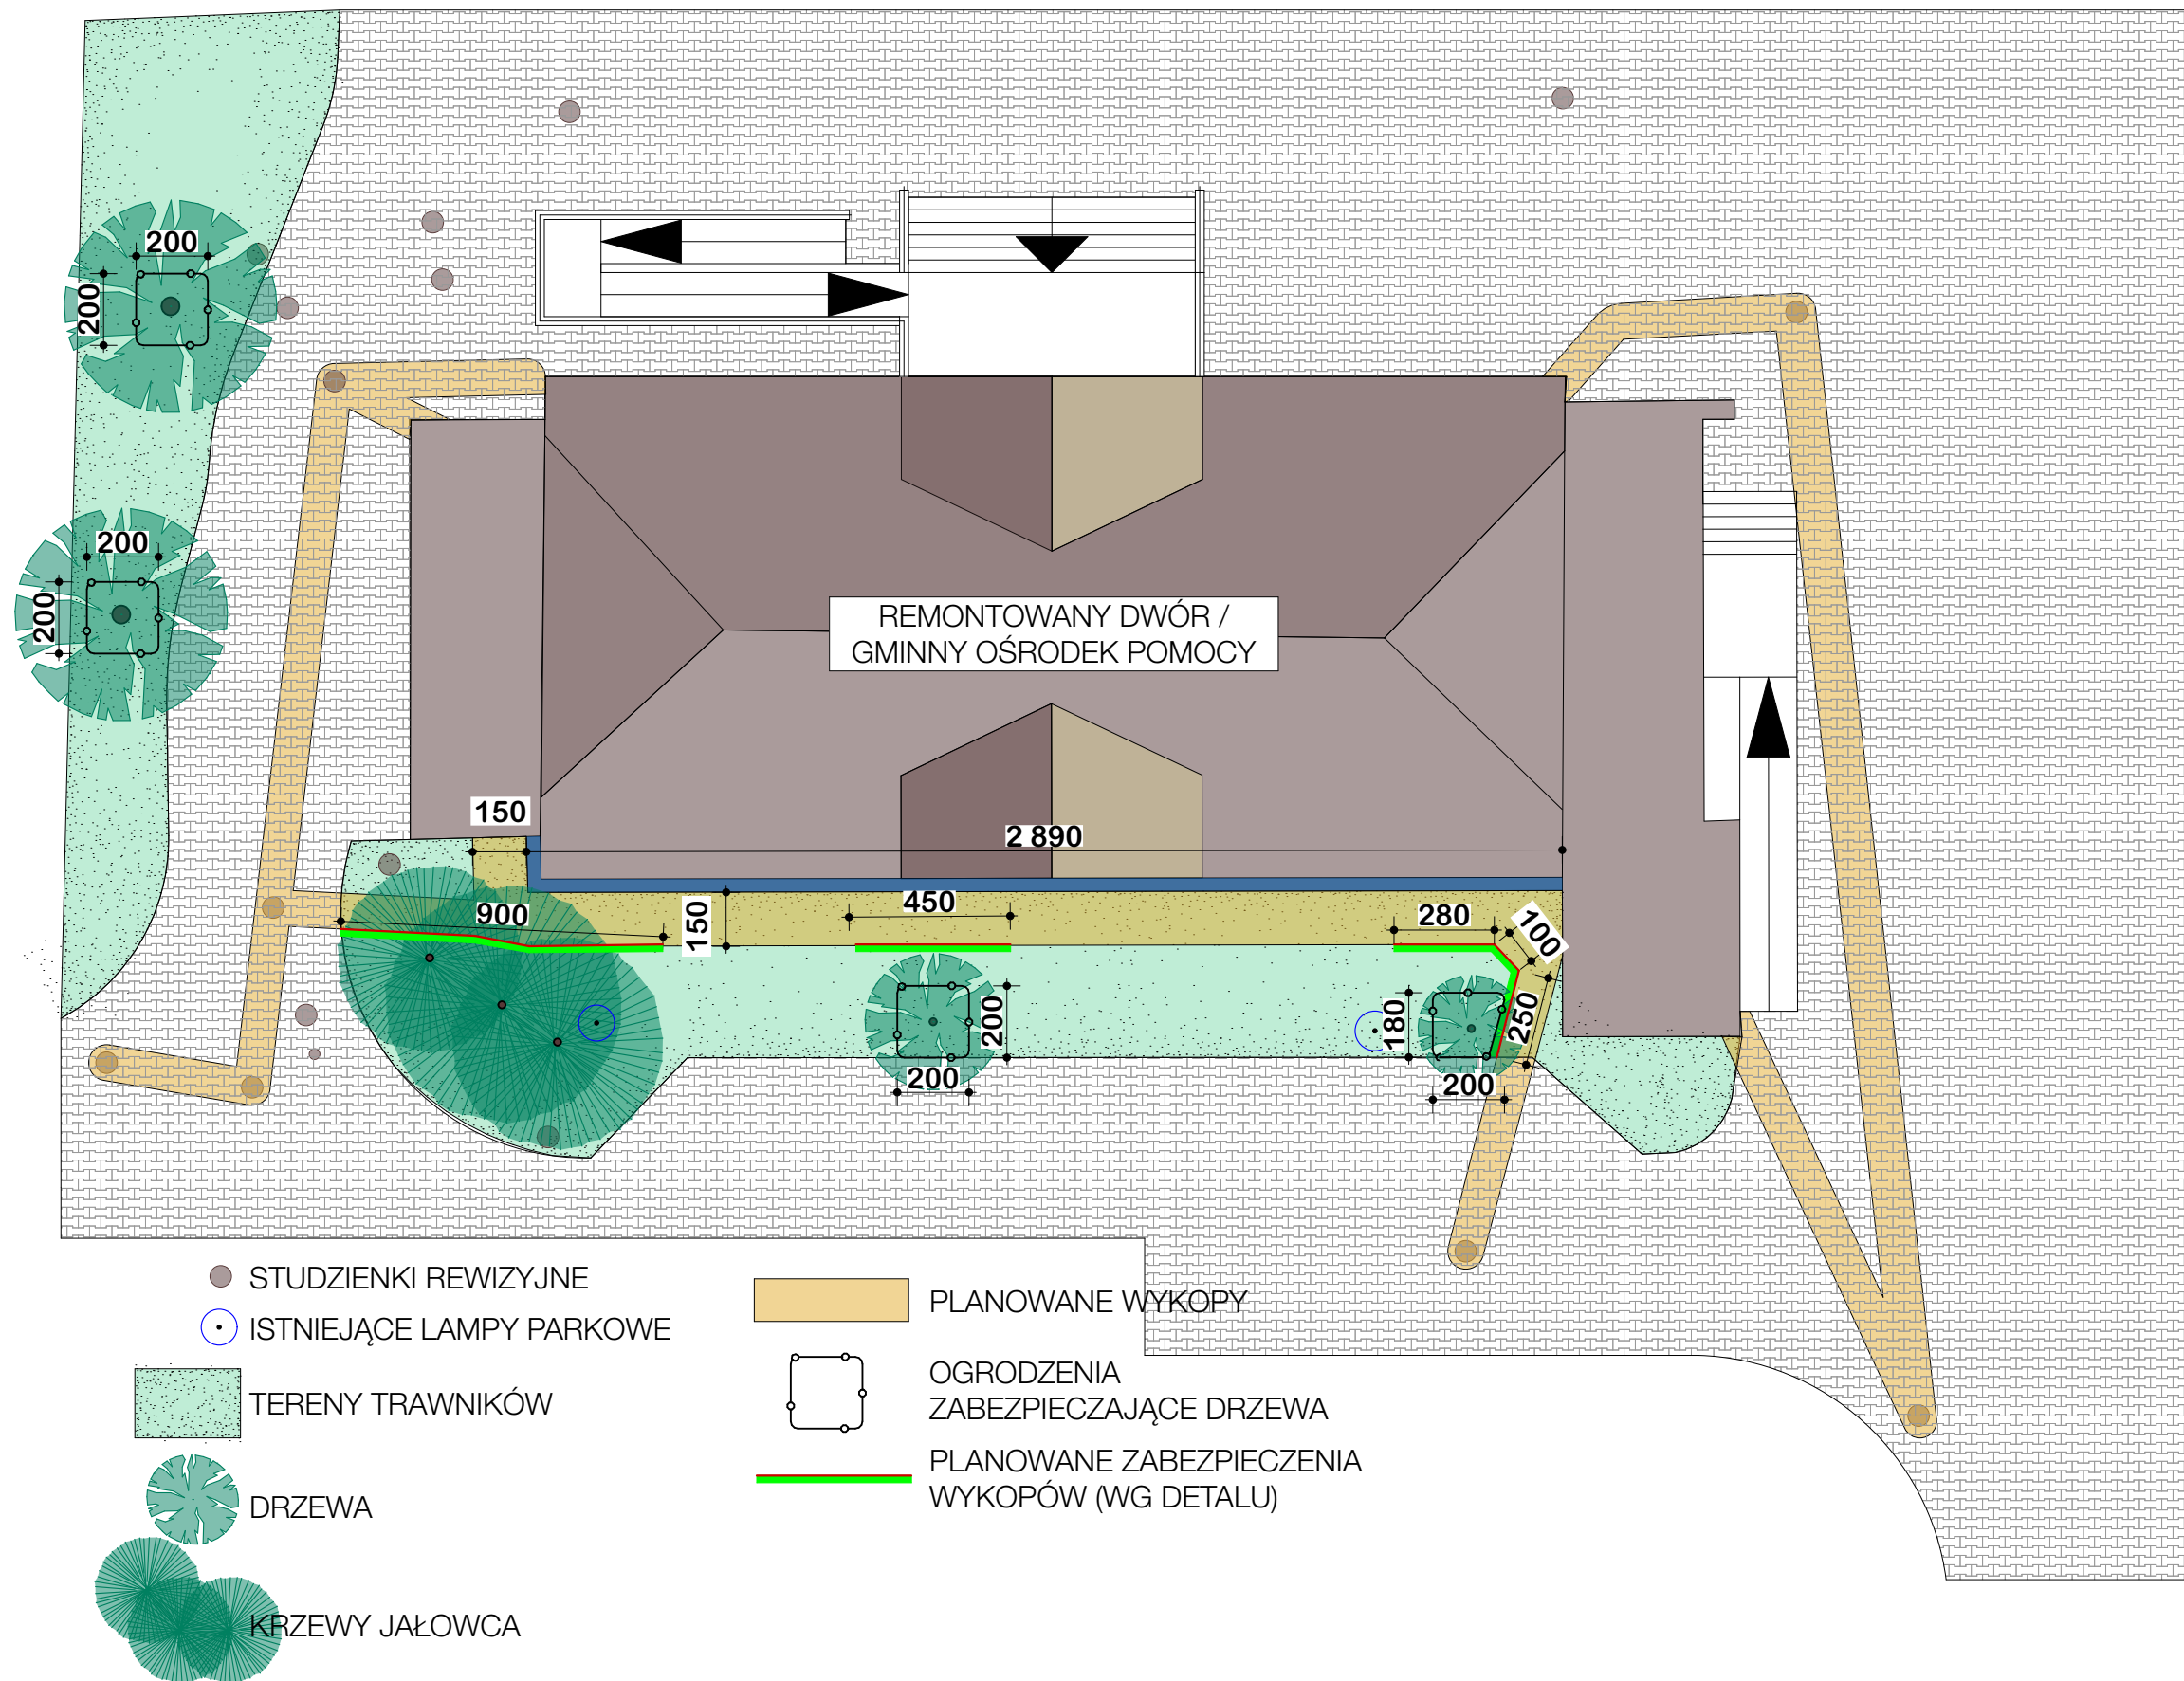 200
200
200
200
REMONTOWANY DWÓR /
GMINNY OŚRODEK POMOCY
150
2 890
900
150
450
280
100
200
180
250
200
200
STUDZIENKI REWIZYJNE
ISTNIEJĄCE LAMPY PARKOWE
TERENY TRAWNIKÓW
DRZEWA
KRZEWY JAŁOWCA
PLANOWANE WYKOPY
OGRODZENIA
ZABEZPIECZAJĄCE DRZEWA
PLANOWANE ZABEZPIECZENIA
WYKOPÓW (WG DETALU)